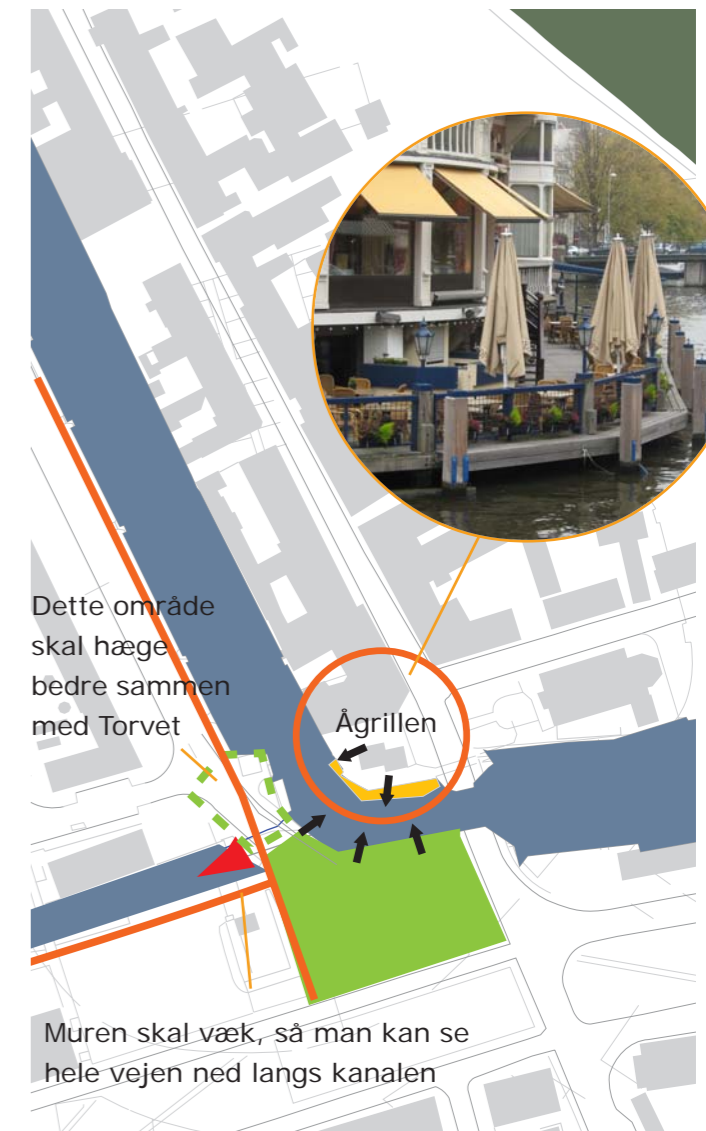 Dette område
skal hæge
bedre sammen
med Torvet
Ågrillen
Muren skal væk, så man kan se
hele vejen ned langs kanalen